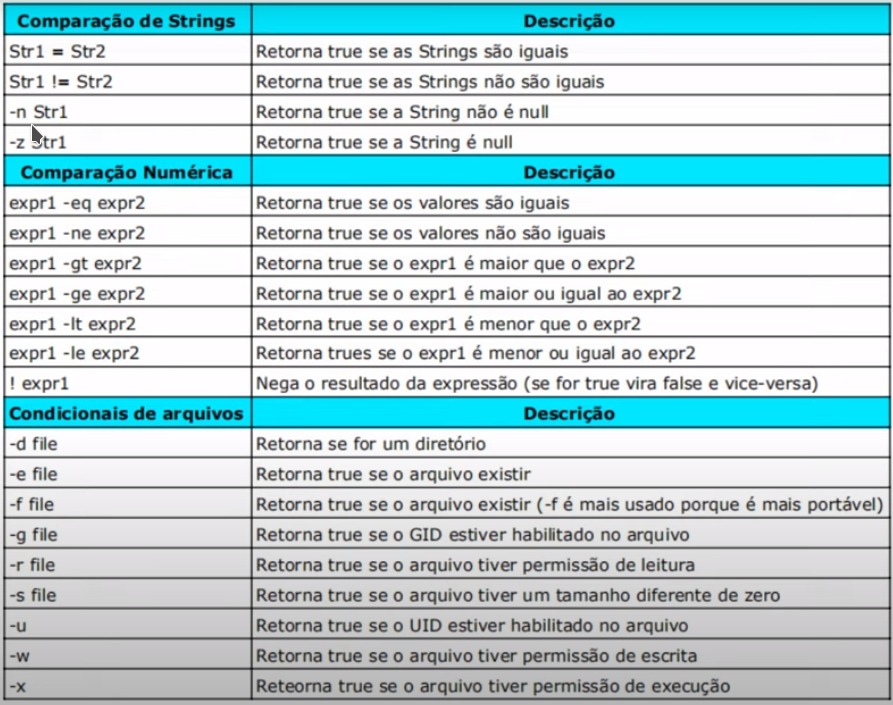 Comparação de Strings Descrição
Str1 = Str2 Retorna true se as Strings são iguais
Str1 != Str2 Retorna true se as Strings não são iguais
-n Str1 Retorna true se a String não é null
-z Str1 Retorna true se a String é null
Comparação Numérica Descrição
expr1 -eq expr2 Retorna true se os valores são iguais
expr1 -ne expr2 Retorna true se os valores não são iguais
expr1 -gt expr2 Retorna true se o expr1 é maior que o expr2
expr1 -ge expr2 Retorna true se o expr1 é maior ou igual ao expr2
expr1 -lt expr2 Retorna true se o expr1 é menor que o expr2
expr1 -le expr2 Retorna trues se o expr1 é menor ou igual ao expr2
! expr1 Nega o resultado da expressão (se for true vira false e vice-versa)
Condicionais de arquivos Descrição
-d file Retorna se for um diretório
-e file Retorna true se o arquivo existir
-f file Retorna true se o arquivo existir (-f é mais usado porque é mais portável)
-g file Retorna true se o GID estiver habilitado no arquivo
-r file Retorna true se o arquivo tiver permissão de leitura
-s file Retorna true se o arquivo tiver um tamanho diferente de zero
-u Retorna true se o UID estiver habilitado no arquivo
-w Retorna true se o arquivo tiver permissão de escrita
-x Reteorna true se o arquivo tiver permissão de execução